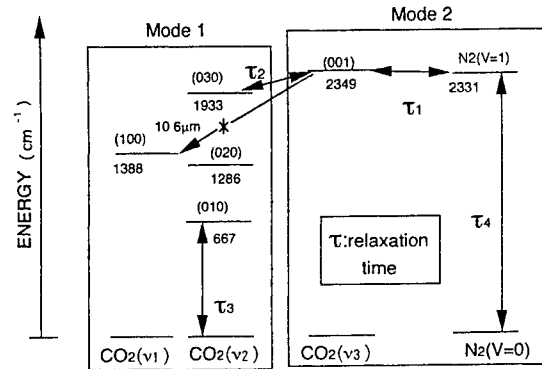 Mode 1
Mode 2
ENERGY (cm⁻¹)
(030)
1933
τ2
(001)
2349
N2(V=1)
2331
τ1
10 6μm
(100)
1388
(020)
1286
(010)
667
τ3
τ:relaxation
time
τ4
CO2(ν1)
CO2(ν2)
CO2(ν3)
N2(V=0)